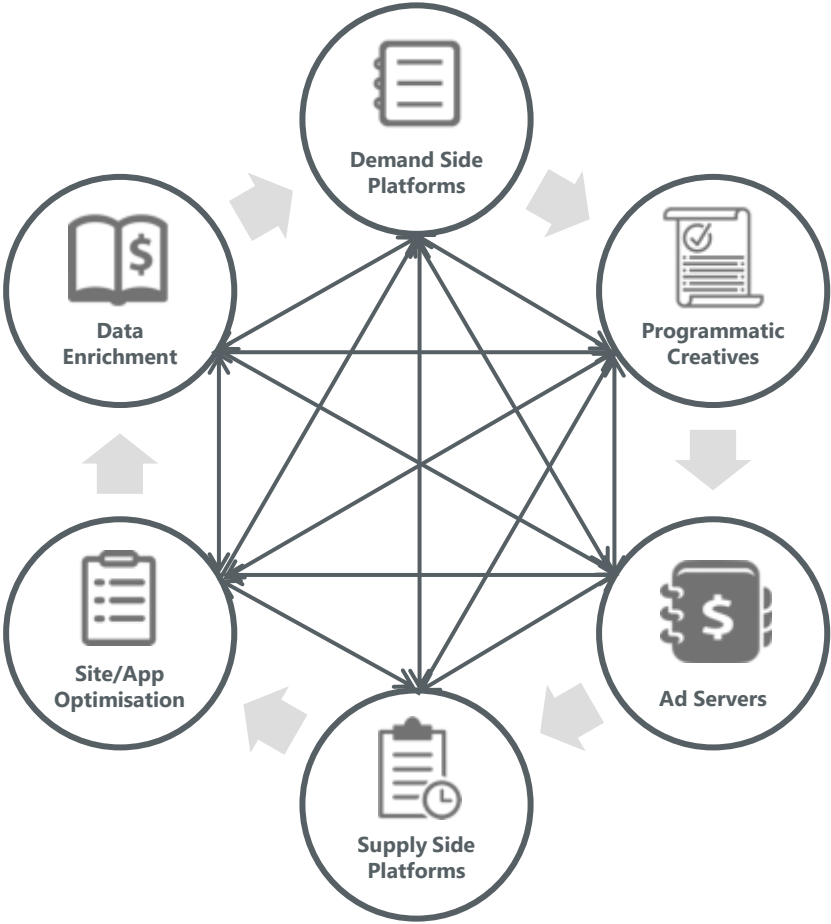 Demand Side
Platforms
Data
Enrichment
$
Programmatic
Creatives
Site/App
Optimisation
$
Ad Servers
Supply Side
Platforms